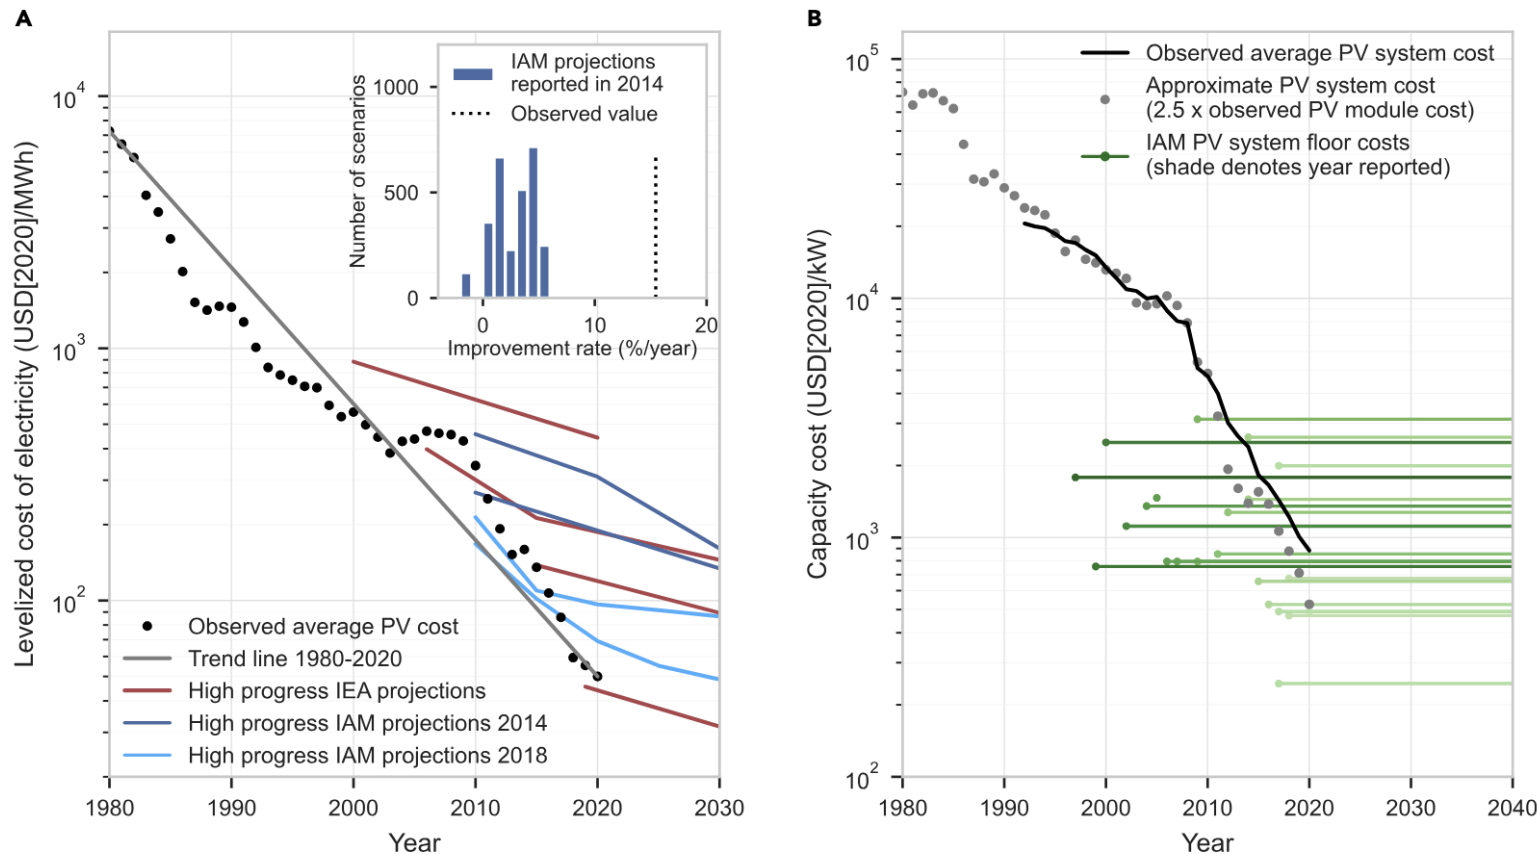 A
Levelized cost of electricity (USD[2020]/MWh)
10^4
10^3
10^2
1980
1990
2000
2010
2020
2030
Year
Observed average PV cost
Trend line 1980-2020
High progress IEA projections
High progress IAM projections 2014
High progress IAM projections 2018
Number of scenarios
1000
500
0
0
10
20
Improvement rate (%/year)
IAM projections
reported in 2014
Observed value
B
Capacity cost (USD[2020]/kW)
10^5
10^4
10^3
10^2
1980
1990
2000
2010
2020
2030
2040
Year
Observed average PV system cost
Approximate PV system cost
(2.5 x observed PV module cost)
IAM PV system floor costs
(shade denotes year reported)